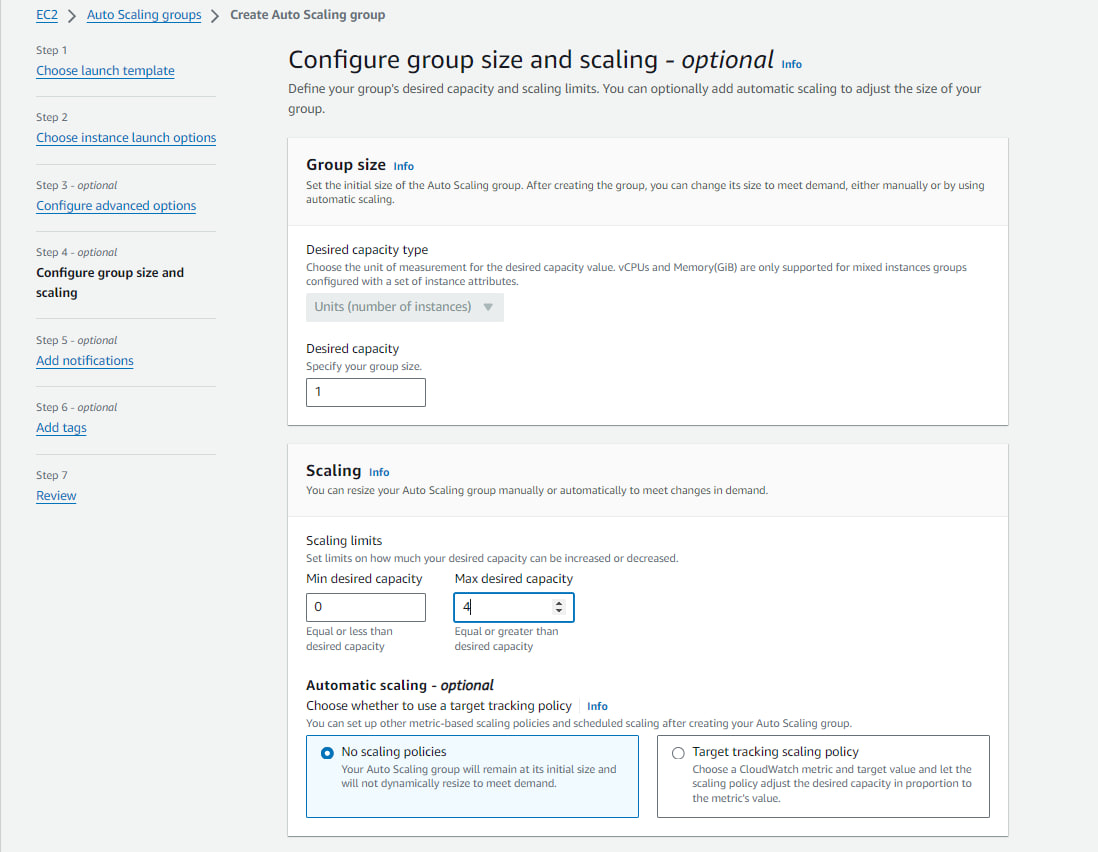 EC2 > Auto Scaling groups > Create Auto Scaling group
Step 1
Choose launch template
Step 2
Choose instance launch options
Step 3 - optional
Configure advanced options
Step 4 - optional
Configure group size and
scaling
Step 5 - optional
Add notifications
Step 6 - optional
Add tags
Step 7
Review
Configure group size and scaling - optional Info
Define your group's desired capacity and scaling limits. You can optionally add automatic scaling to adjust the size of your
group.
Group size Info
Set the initial size of the Auto Scaling group. After creating the group, you can change its size to meet demand, either manually or by using
automatic scaling.
Desired capacity type
Choose the unit of measurement for the desired capacity value. vCPUs and Memory(GiB) are only supported for mixed instances groups
configured with a set of instance attributes.
Units (number of instances)
Desired capacity
Specify your group size.
1
Scaling Info
You can resize your Auto Scaling group manually or automatically to meet changes in demand.
Scaling limits
Set limits on how much your desired capacity can be increased or decreased.
Min desired capacity
0
Equal or less than
desired capacity
Max desired capacity
4
Equal or greater than
desired capacity
Automatic scaling - optional
Choose whether to use a target tracking policy Info
You can set up other metric-based scaling policies and scheduled scaling after creating your Auto Scaling group.
No scaling policies
Your Auto Scaling group will remain at its initial size and
will not dynamically resize to meet demand.
Target tracking scaling policy
Choose a CloudWatch metric and target value and let the
scaling policy adjust the desired capacity in proportion to
the metric's value.